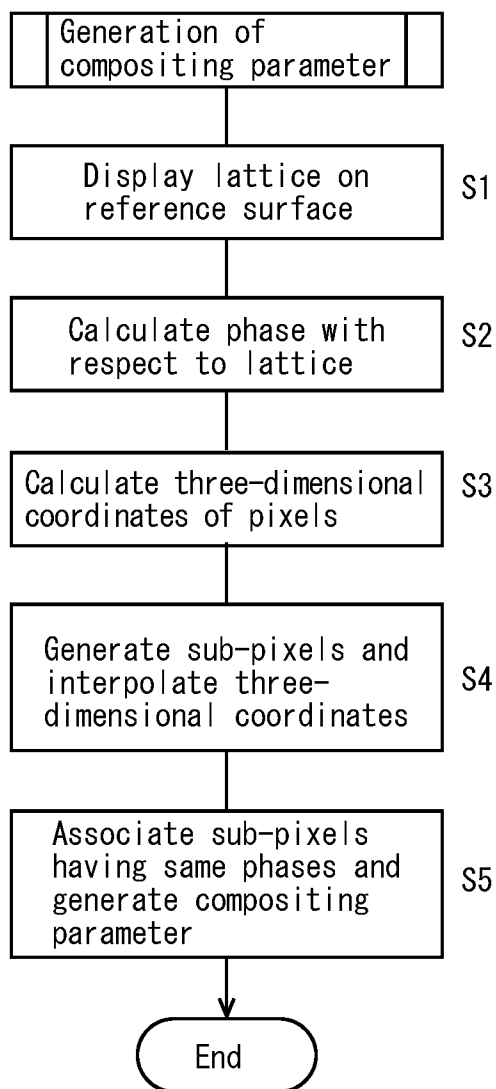 Generation of
compositing parameter
Display lattice on
reference surface
S1
Calculate phase with
respect to lattice
S2
Calculate three-dimensional
coordinates of pixels
S3
Generate sub-pixels and
interpolate three-
dimensional coordinates
S4
Associate sub-pixels
having same phases and
generate compositing
parameter
S5
End